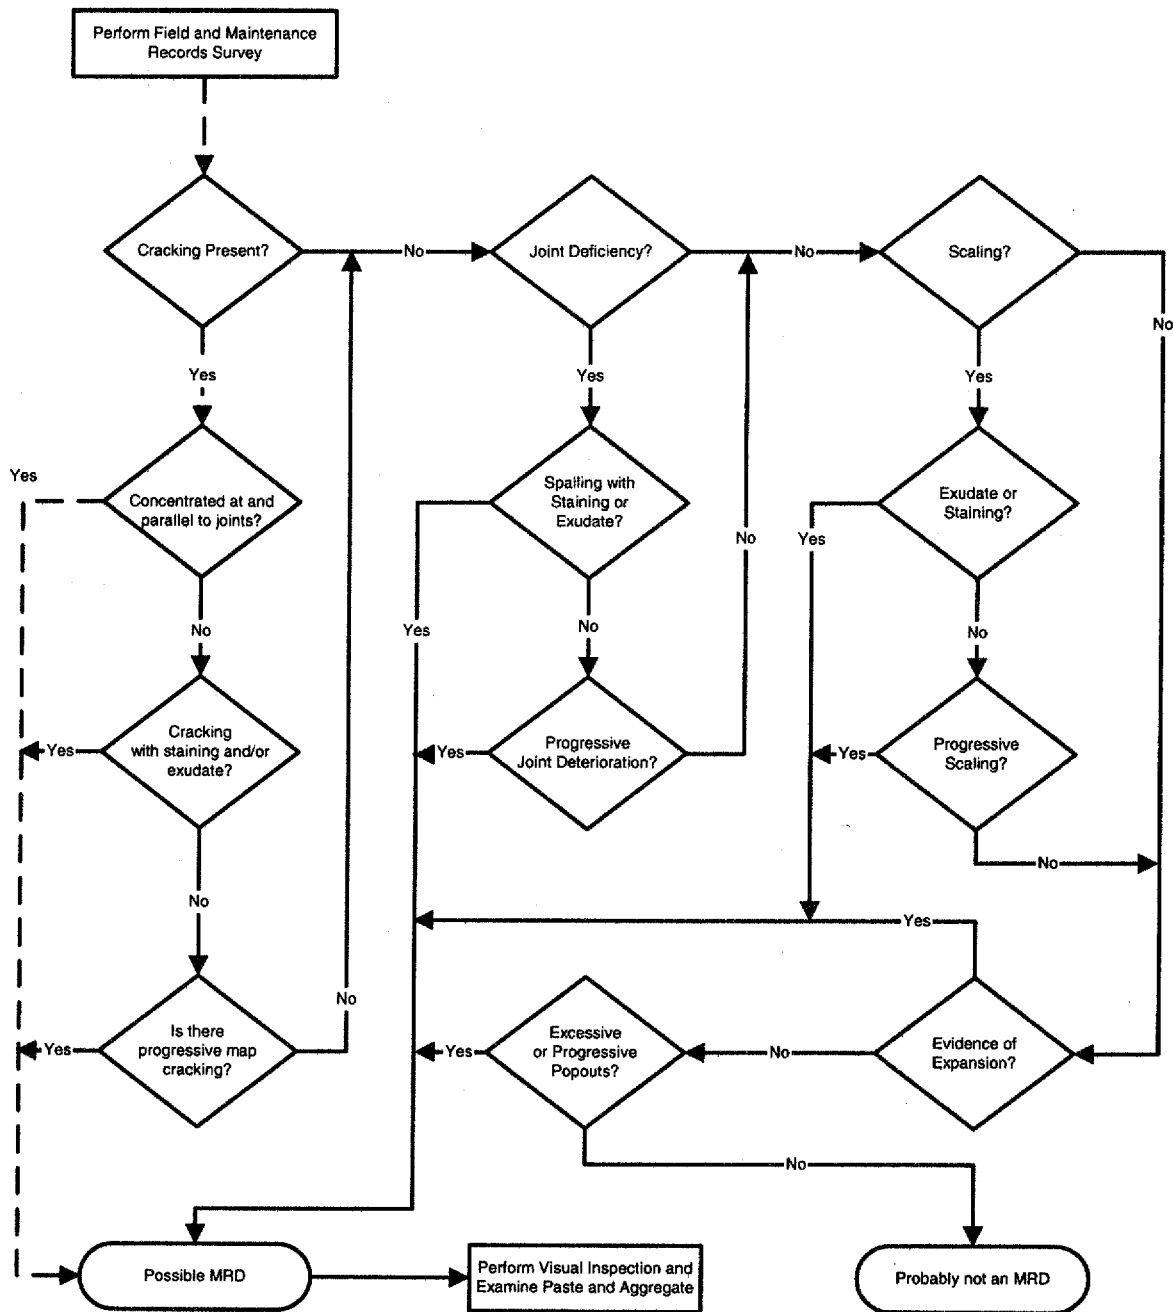 Perform Field and Maintenance
Records Survey
Cracking Present?
No
Joint Deficiency?
No
Scaling?
No
Yes
Yes
Yes
Yes
Concentrated at and
parallel to joints?
Spalling with
Staining or
Exudate?
No
Exudate or
Staining?
Yes
No
Yes
No
No
Cracking
with staining and/or
exudate?
Yes
Progressive
Joint Deterioration?
Yes
Progressive
Scaling?
Yes
No
No
Yes
No
Is there
progressive map
cracking?
Yes
Excessive
or Progressive
Popouts?
Yes
No
Evidence of
Expansion?
No
Possible MRD
Perform Visual Inspection and
Examine Paste and Aggregate
Probably not an MRD